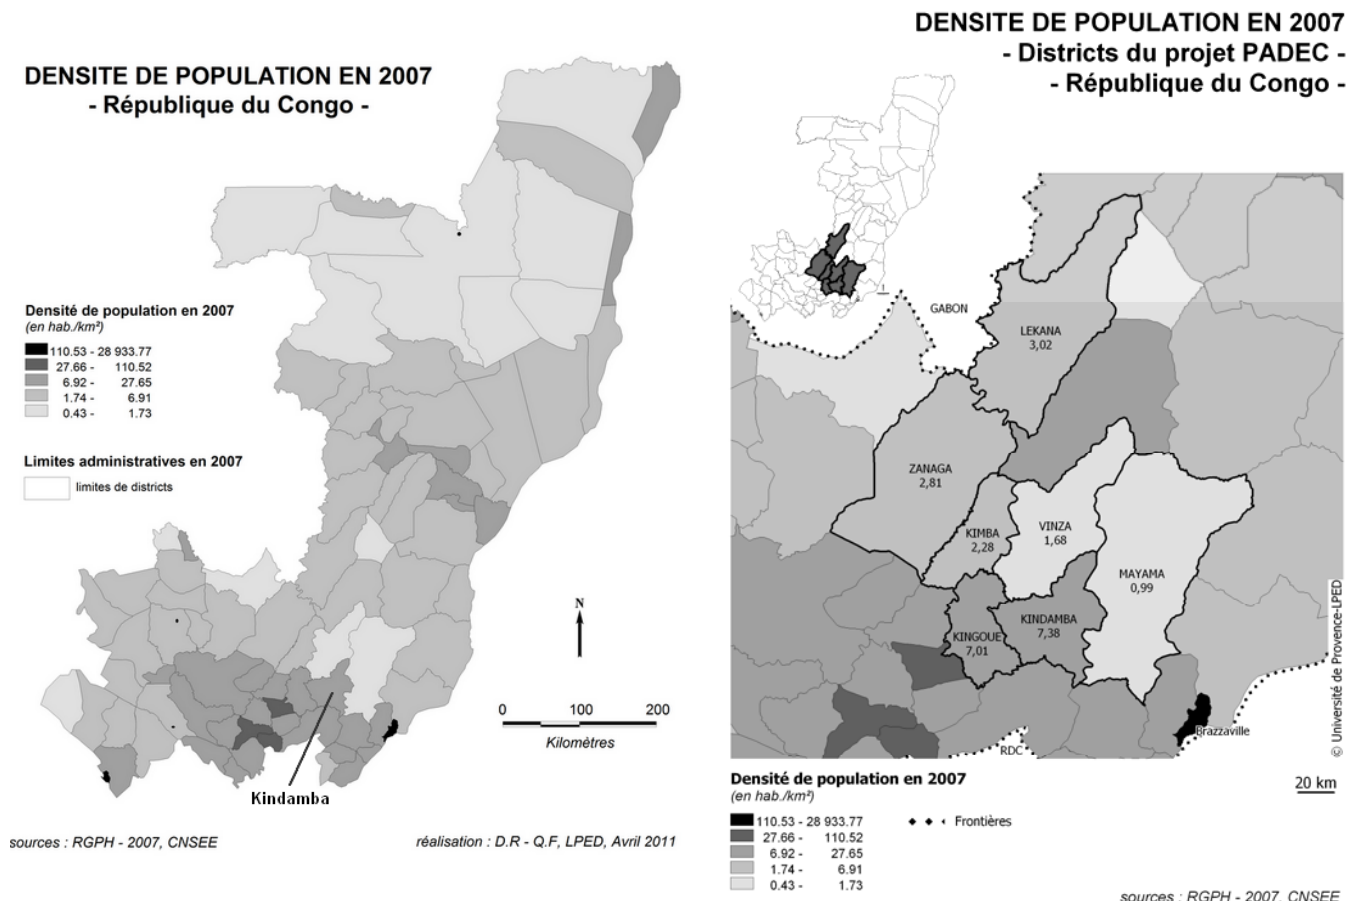 DENSITE DE POPULATION EN 2007
- République du Congo -
Densité de population en 2007
(en hab./km²)
110.53 - 28 933.77
27.66 - 110.52
6.92 - 27.65
1.74 - 6.91
0.43 - 1.73
Limites administratives en 2007
limites de districts
N
0 100 200
Kilomètres
Kindamba
sources : RGPH - 2007, CNSEE
réalisation : D.R - Q.F, LPED, Avril 2011
DENSITE DE POPULATION EN 2007
- Districts du projet PADEC -
- République du Congo -
GABON
LEKANA
3,02
ZANAGA
2,81
KIMBA
2,28
VINZA
1,68
MAYAMA
0,99
KINDAMBA
7,38
KINGOUE
7,01
Brazzaville
RDC
© Université de Provence-LPED
Densité de population en 2007
(en hab./km²)
110.53 - 28 933.77
27.66 - 110.52
6.92 - 27.65
1.74 - 6.91
0.43 - 1.73
Frontières
20 km
sources : RGPH - 2007, CNSEE